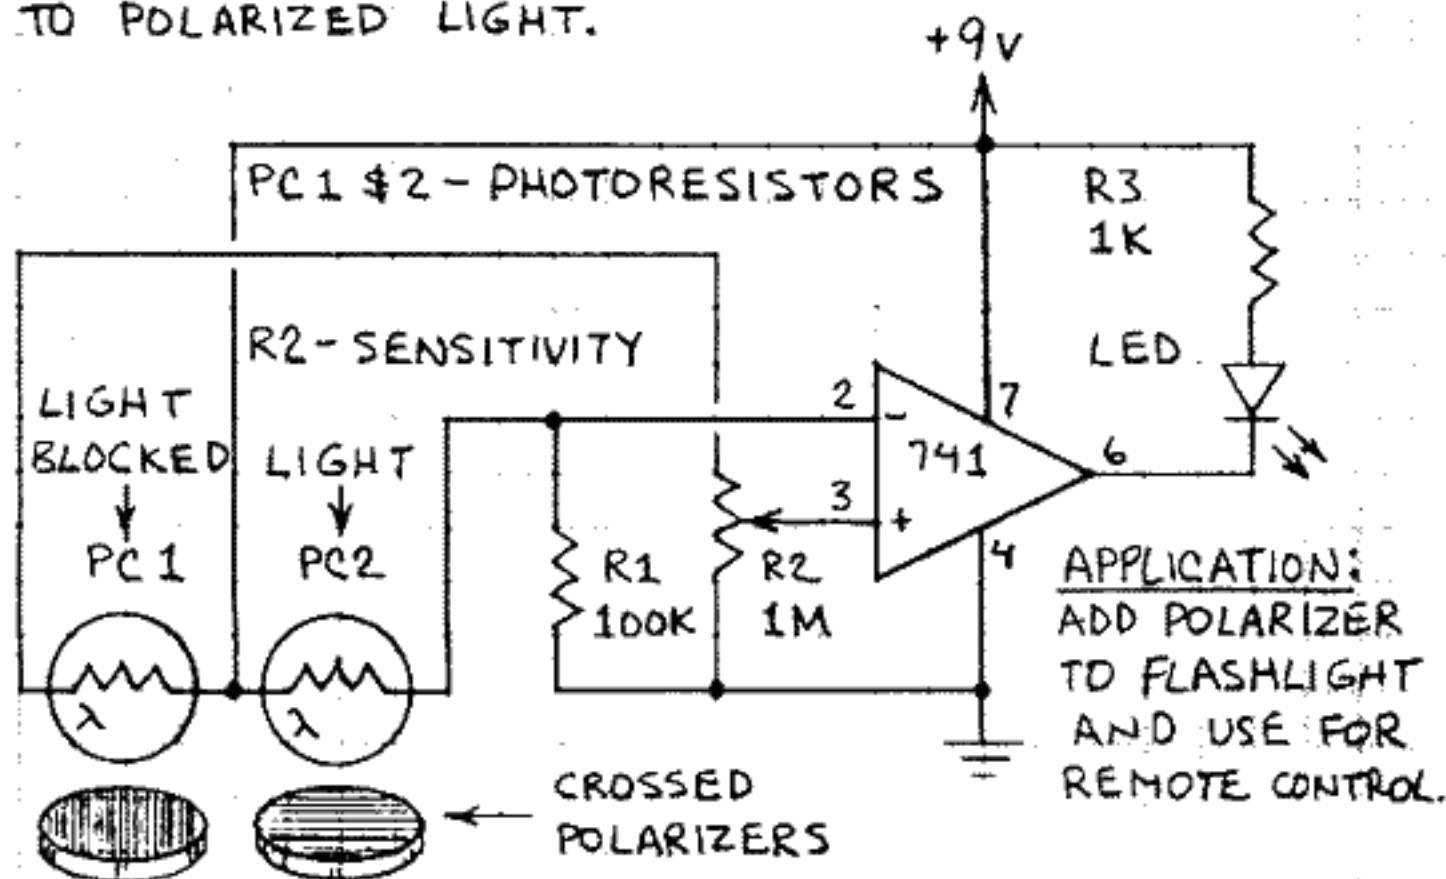 TO POLARIZED LIGHT.
+9V
PC1 & 2 - PHOTORESISTORS
R3
1K
R2 - SENSITIVITY
LED
LIGHT
BLOCKED
LIGHT
2
-
7
741
6
3
+
4
PC1
PC2
R1
100K
R2
1M
λ
λ
APPLICATION:
ADD POLARIZER
TO FLASHLIGHT
AND USE FOR
REMOTE CONTROL.
CROSSED
POLARIZERS